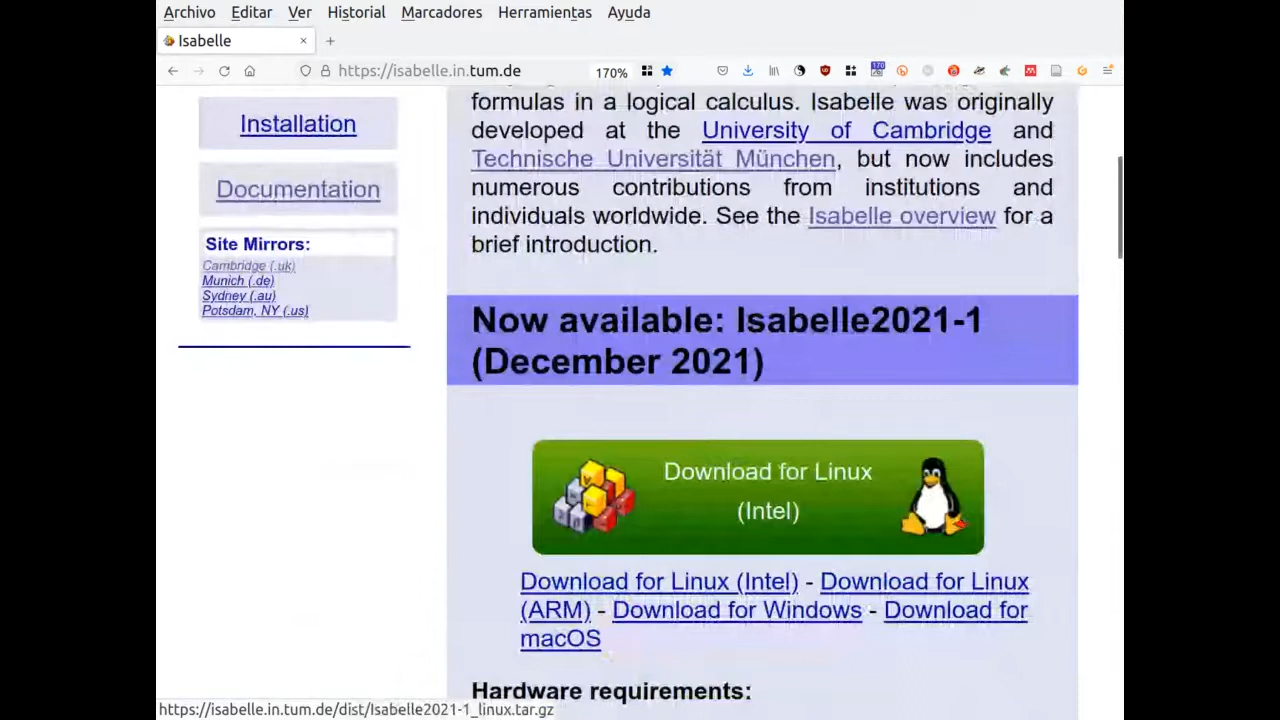 Archivo Editar Ver Historial Marcadores Herramientas Ayuda
Isabelle
https://isabelle.in.tum.de
170%
170
Installation
Documentation
Site Mirrors:
Cambridge (.uk)
Munich (.de)
Sydney (.au)
Potsdam, NY (.us)
formulas in a logical calculus. Isabelle was originally
developed at the University of Cambridge and
Technische Universität München, but now includes
numerous contributions from institutions and
individuals worldwide. See the Isabelle overview for a
brief introduction.
Now available: Isabelle2021-1
(December 2021)
Download for Linux
(Intel)
Download for Linux (Intel) - Download for Linux
(ARM) - Download for Windows - Download for
macOS
Hardware requirements:
https://isabelle.in.tum.de/dist/Isabelle2021-1_linux.tar.gz